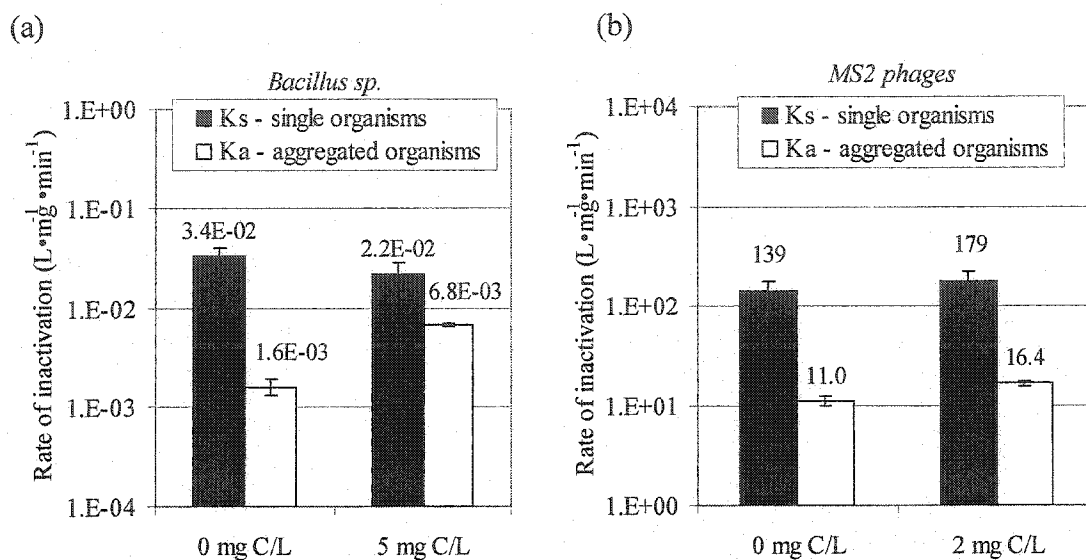 (a)
Bacillus sp.
Rate of inactivation (L•mg⁻¹•min⁻¹)
1.E+00
1.E-01
1.E-02
1.E-03
1.E-04
Ks - single organisms
Ka - aggregated organisms
3.4E-02
1.6E-03
2.2E-02
6.8E-03
0 mg C/L
5 mg C/L
(b)
MS2 phages
Rate of inactivation (L•mg⁻¹•min⁻¹)
1.E+04
1.E+03
1.E+02
1.E+01
1.E+00
Ks - single organisms
Ka - aggregated organisms
139
11.0
179
16.4
0 mg C/L
2 mg C/L